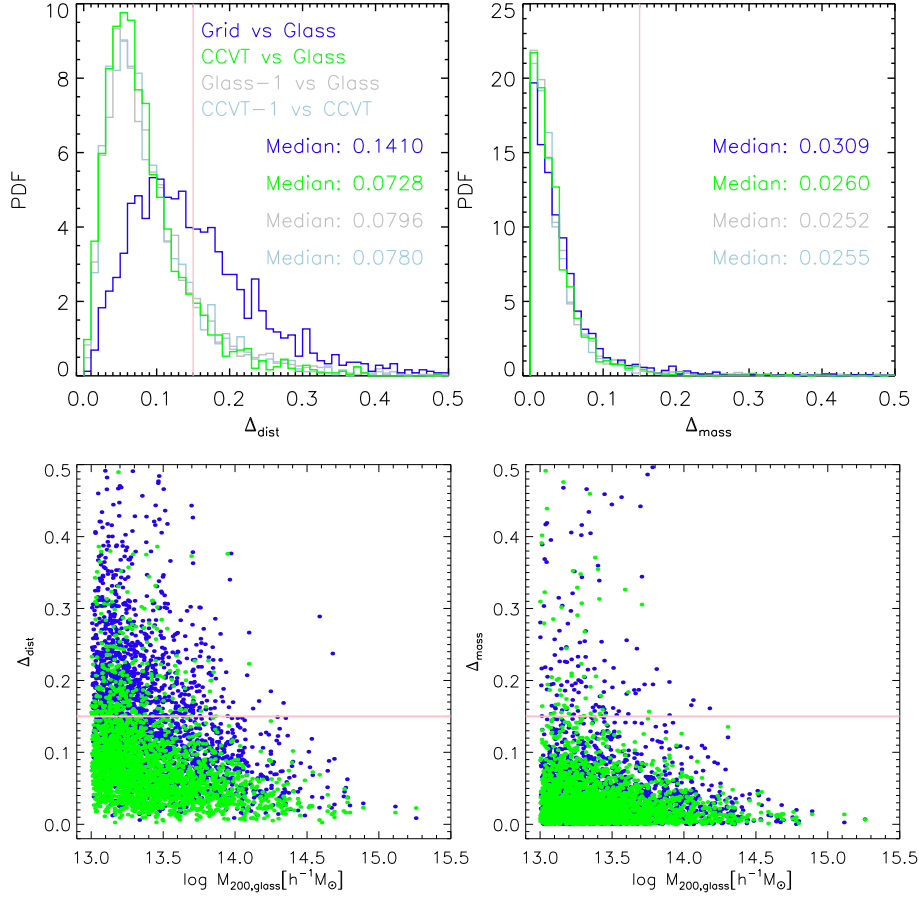 10
8
6
4
2
0
PDF
Grid vs Glass
CCVT vs Glass
Glass-1 vs Glass
CCVT-1 vs CCVT
Median: 0.1410
Median: 0.0728
Median: 0.0796
Median: 0.0780
0.0 0.1 0.2 0.3 0.4 0.5
Δdist
25
20
15
10
5
0
PDF
Median: 0.0309
Median: 0.0260
Median: 0.0252
Median: 0.0255
0.0 0.1 0.2 0.3 0.4 0.5
Δmass
0.5
0.4
0.3
0.2
0.1
0.0
Δdist
13.0 13.5 14.0 14.5 15.0 15.5
log M200,glass[h⁻¹M⊙]
0.5
0.4
0.3
0.2
0.1
0.0
Δmass
13.0 13.5 14.0 14.5 15.0 15.5
log M200,glass[h⁻¹M⊙]